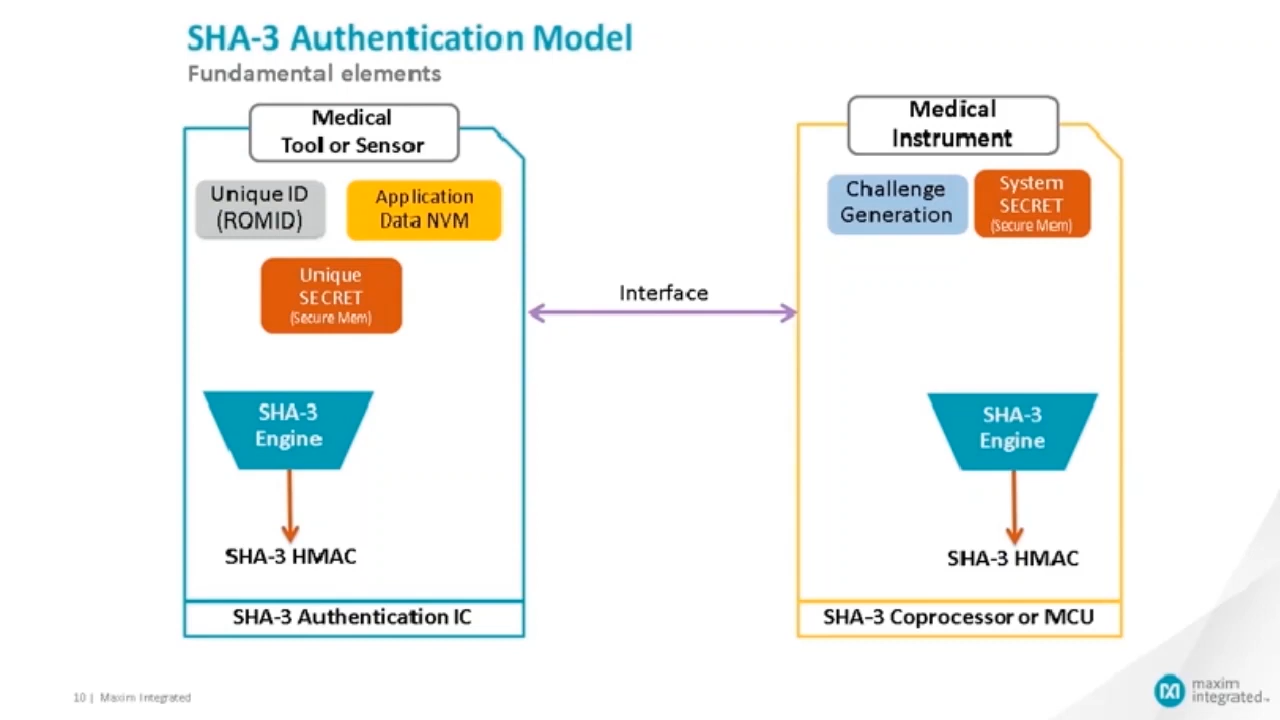 SHA-3 Authentication Model
Fundamental elements
Medical
Tool or Sensor
Unique ID
(ROMID)
Application
Data NVM
Unique
SECRET
(Secure Mem)
SHA-3
Engine
SHA-3 HMAC
SHA-3 Authentication IC
Interface
Medical
Instrument
Challenge
Generation
System
SECRET
(Secure Mem)
SHA-3
Engine
SHA-3 HMAC
SHA-3 Coprocessor or MCU
10 | Maxim Integrated
maxim
integrated™